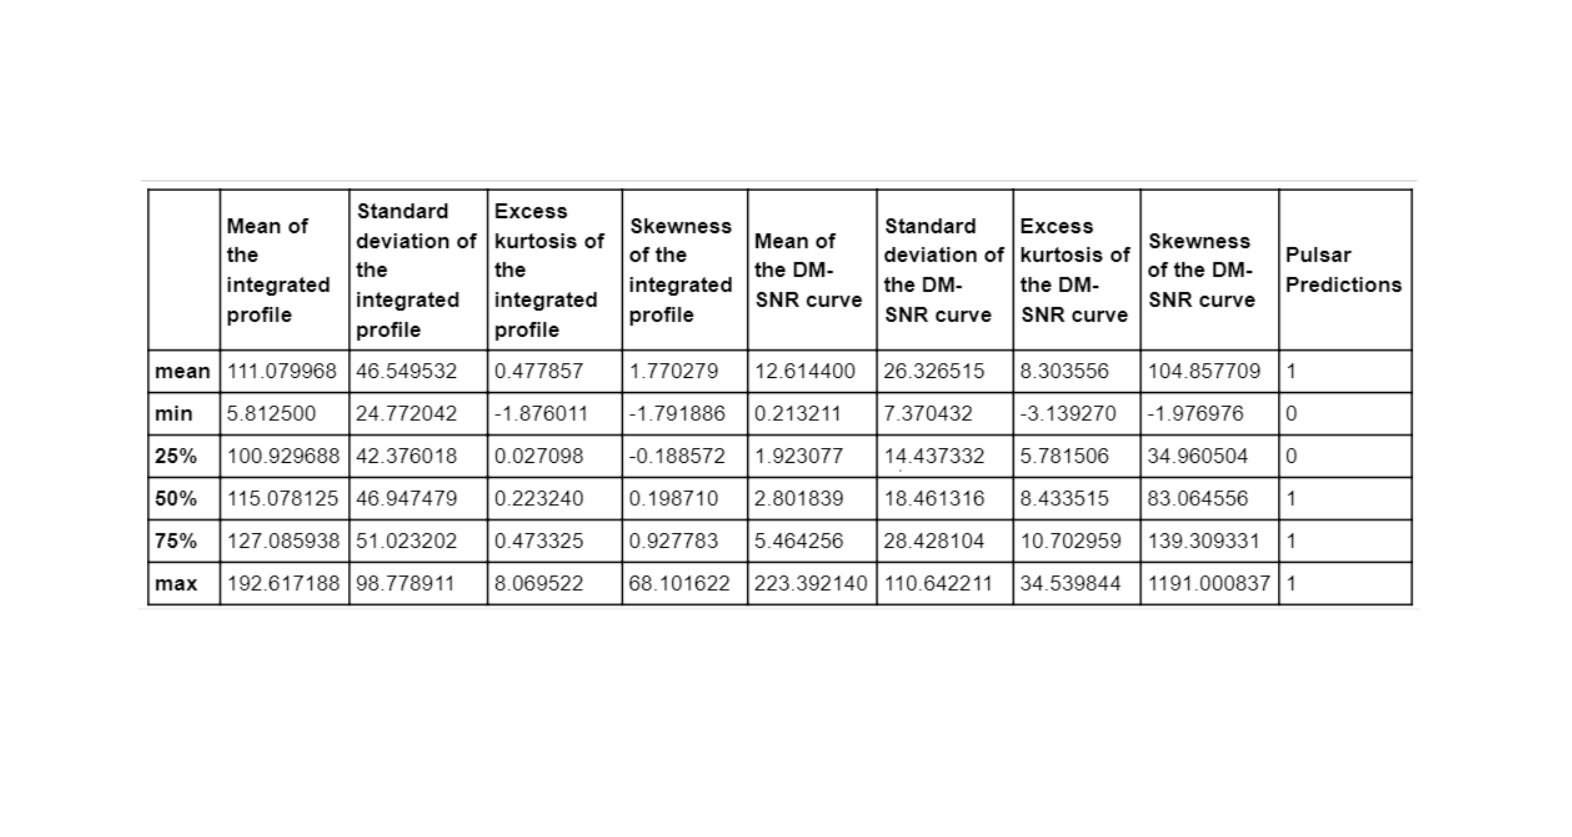 Mean of the integrated profile Standard deviation of the integrated profile Excess kurtosis of the integrated profile Skewness of the integrated profile Mean of the DM-SNR curve Standard deviation of the DM-SNR curve Excess kurtosis of the DM-SNR curve Skewness of the DM-SNR curve Pulsar Predictions
mean 111.079968 46.549532 0.477857 1.770279 12.614400 26.326515 8.303556 104.857709 1
min 5.812500 24.772042 -1.876011 -1.791886 0.213211 7.370432 -3.139270 -1.976976 0
25% 100.929688 42.376018 0.027098 -0.188572 1.923077 14.437332 5.781506 34.960504 0
50% 115.078125 46.947479 0.223240 0.198710 2.801839 18.461316 8.433515 83.064556 1
75% 127.085938 51.023202 0.473325 0.927783 5.464256 28.428104 10.702959 139.309331 1
max 192.617188 98.778911 8.069522 68.101622 223.392140 110.642211 34.539844 1191.000837 1